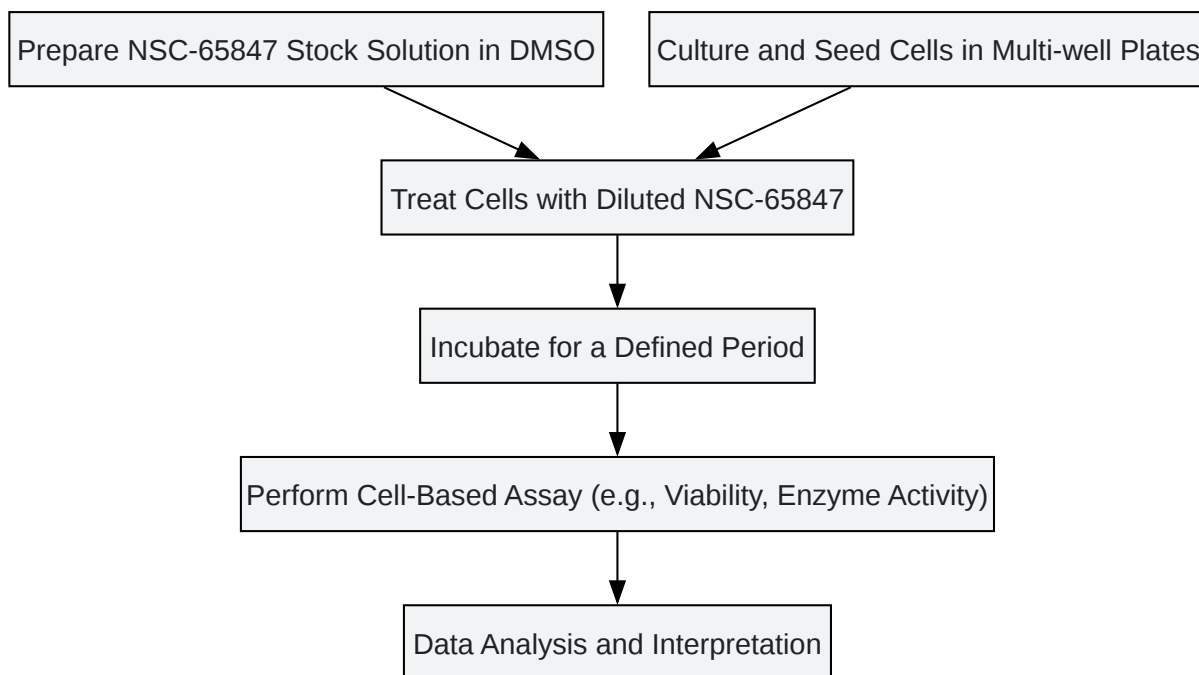 Prepare NSC-65847 Stock Solution in DMSO
Culture and Seed Cells in Multi-well Plates
Treat Cells with Diluted NSC-65847
Incubate for a Defined Period
Perform Cell-Based Assay (e.g., Viability, Enzyme Activity)
Data Analysis and Interpretation